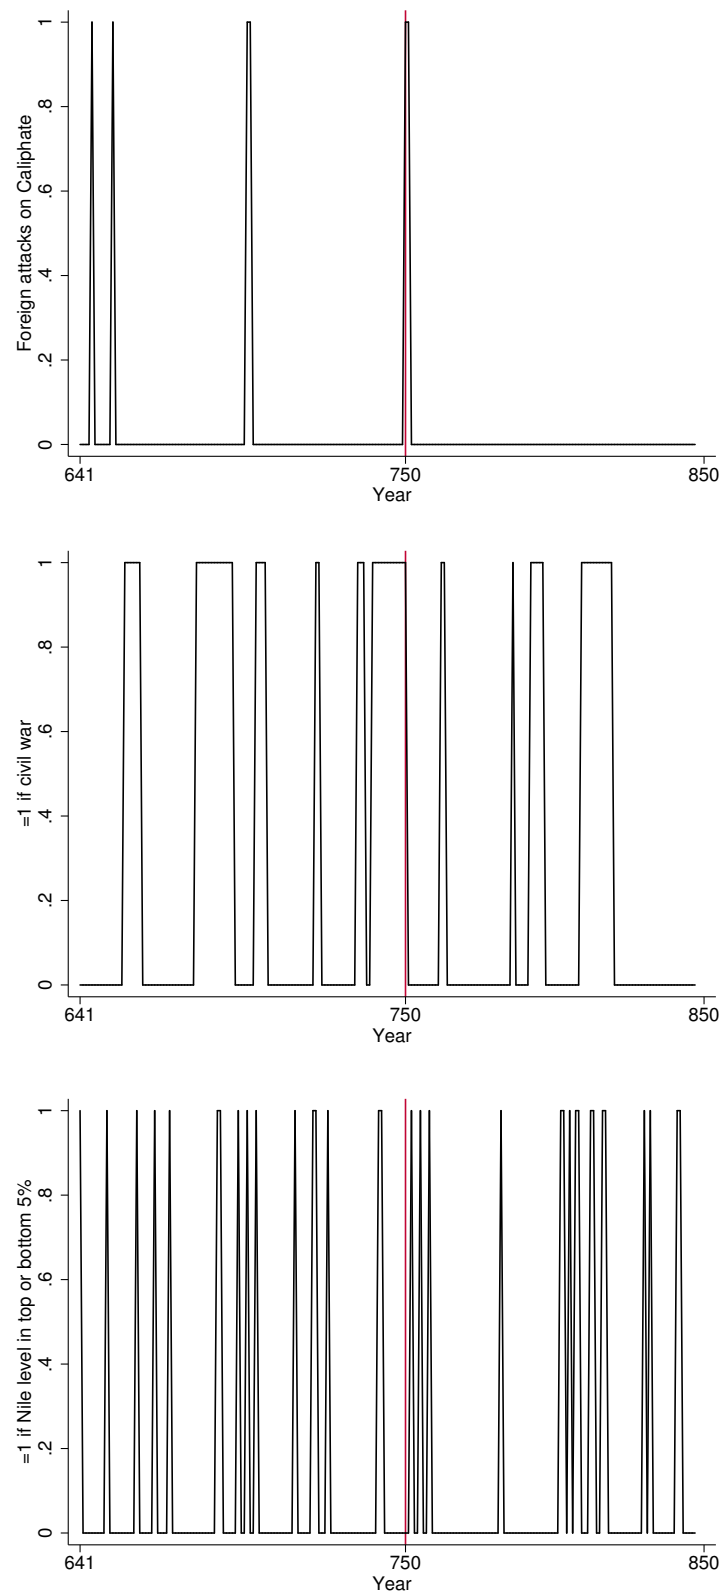 Foreign attacks on Caliphate
1
.8
.6
.4
.2
0
641 750 850
Year
=1 if civil war
1
.8
.6
.4
.2
0
641 750 850
Year
=1 if Nile level in top or bottom 5%
1
.8
.6
.4
.2
0
641 750 850
Year